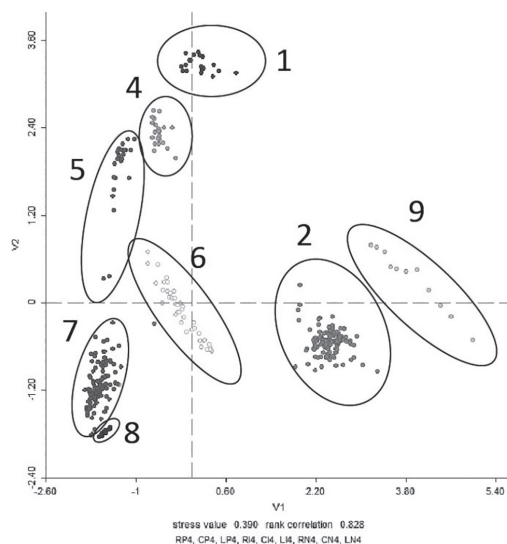 3.60
1
4
2.40
5
V2
1.20
9
2
6
0
7
-1.20
8
-2.40
-2.60 -1 0.60 2.20 3.80 5.40
V1
stress value 0.390 rank correlation 0.828
RP4, CP4, LP4, RI4, CI4, LI4, RN4, CN4, LN4